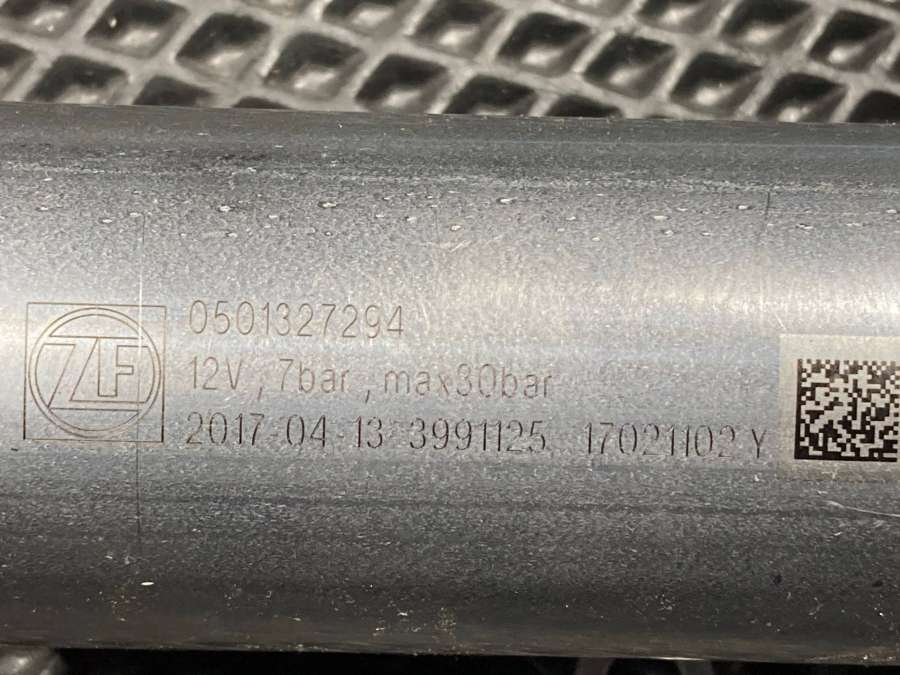 ZF
0501327294
12V , 7bar , max30bar
2017-04-13 3991125 17021102 Y